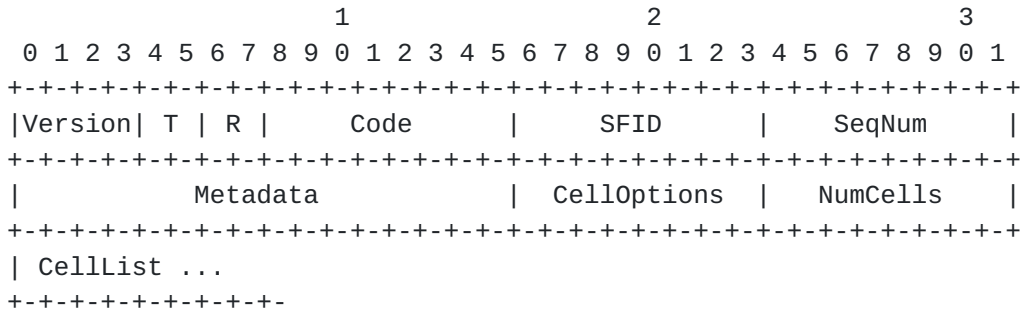 1                   2                   3
 0 1 2 3 4 5 6 7 8 9 0 1 2 3 4 5 6 7 8 9 0 1 2 3 4 5 6 7 8 9 0 1
+-+-+-+-+-+-+-+-+-+-+-+-+-+-+-+-+-+-+-+-+-+-+-+-+-+-+-+-+-+-+-+-+
|Version| T | R |     Code      |     SFID      |    SeqNum     |
+-+-+-+-+-+-+-+-+-+-+-+-+-+-+-+-+-+-+-+-+-+-+-+-+-+-+-+-+-+-+-+-+
|           Metadata            |  CellOptions  |   NumCells    |
+-+-+-+-+-+-+-+-+-+-+-+-+-+-+-+-+-+-+-+-+-+-+-+-+-+-+-+-+-+-+-+-+
| CellList ...
+-+-+-+-+-+-+-+-+-